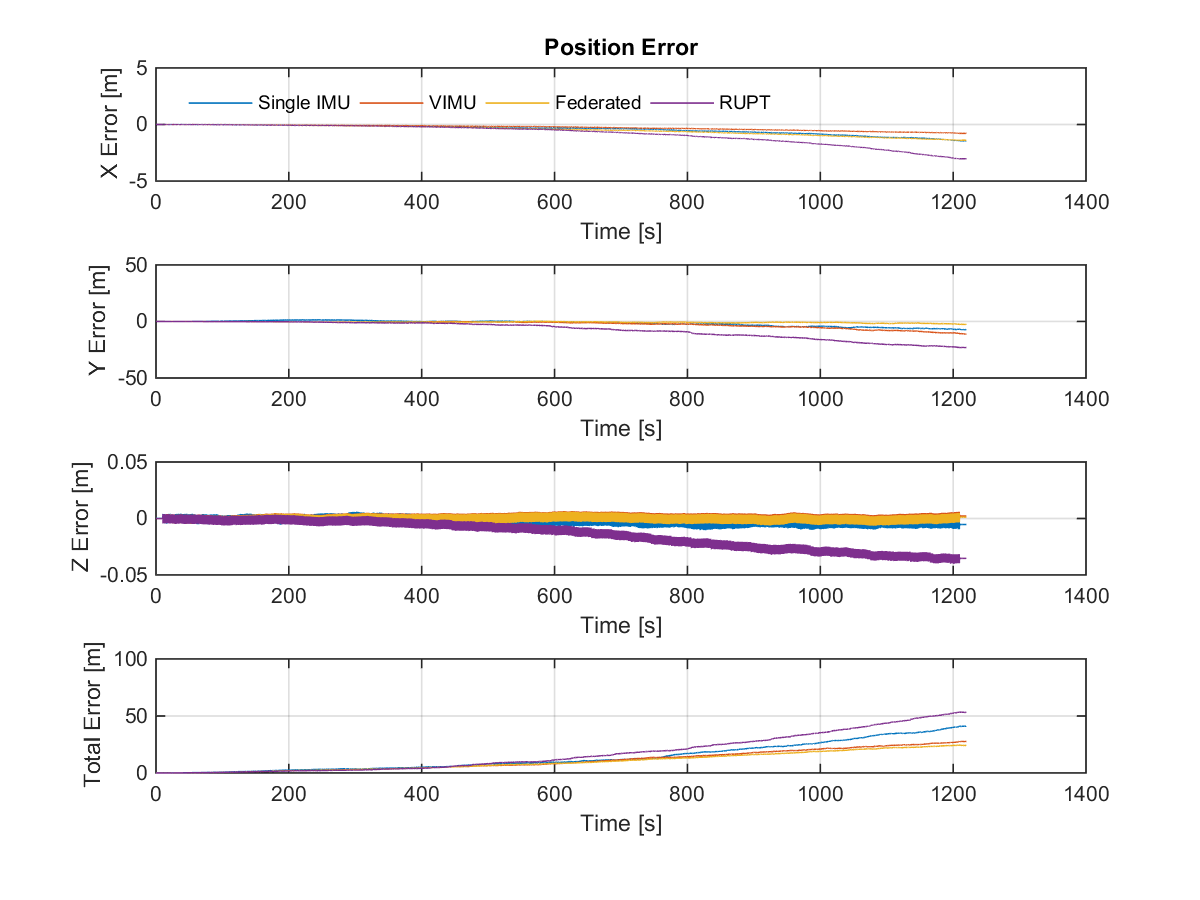 Position Error
X Error [m]
5
0
-5
Single IMU VIMU Federated RUPT
0 200 400 600 800 1000 1200 1400
Time [s]
Y Error [m]
50
0
-50
0 200 400 600 800 1000 1200 1400
Time [s]
Z Error [m]
0.05
0
-0.05
0 200 400 600 800 1000 1200 1400
Time [s]
Total Error [m]
100
50
0
0 200 400 600 800 1000 1200 1400
Time [s]